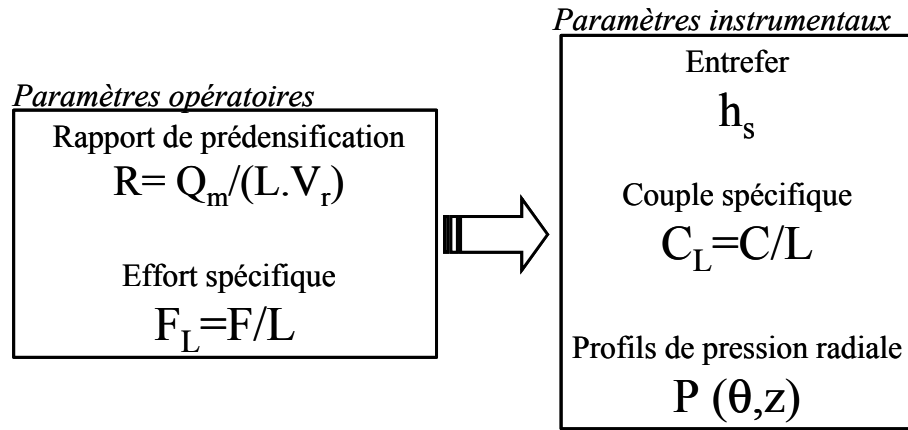 Paramètres opératoires
Rapport de prédensification
R= Qm/(L.Vr)
Effort spécifique
FL=F/L
Paramètres instrumentaux
Entrefer
hs
Couple spécifique
CL=C/L
Profils de pression radiale
P (θ,z)